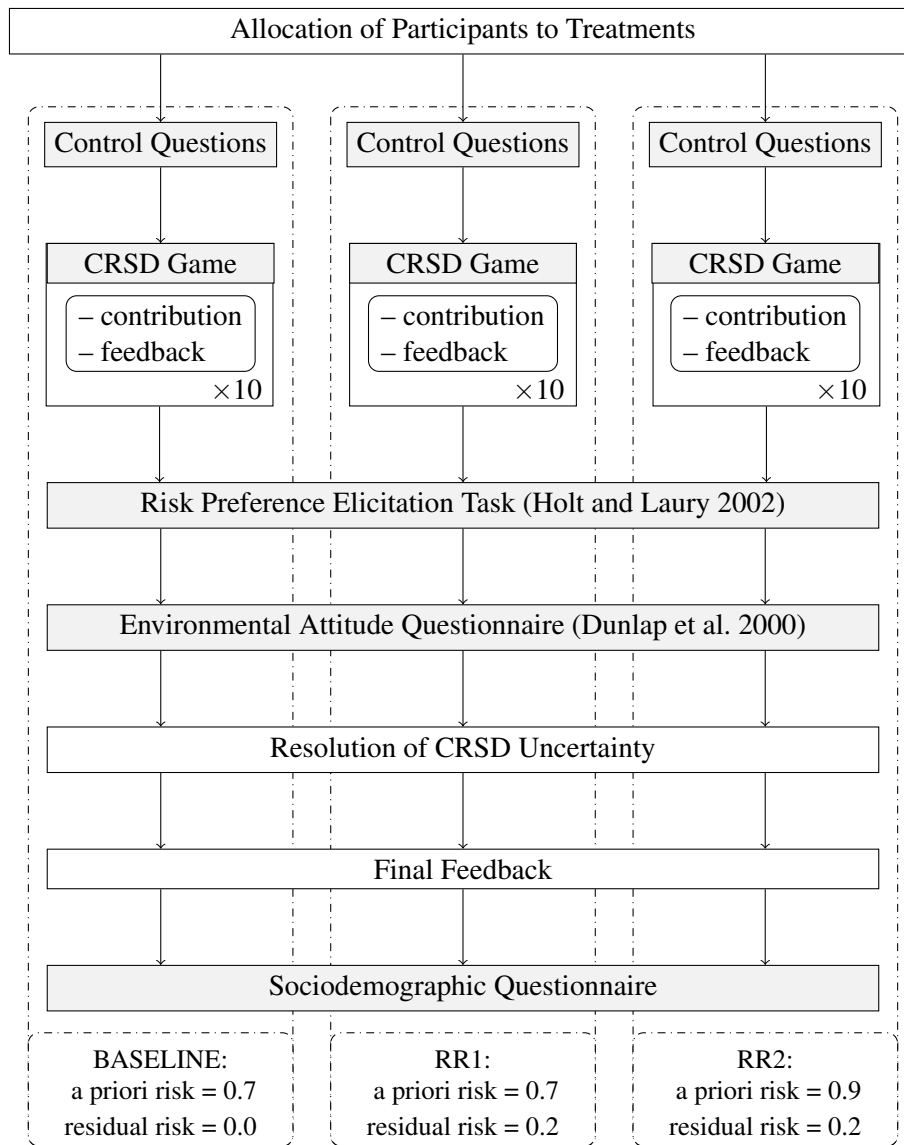 Allocation of Participants to Treatments
Control Questions
Control Questions
Control Questions
CRSD Game
– contribution
– feedback
×10
CRSD Game
– contribution
– feedback
×10
CRSD Game
– contribution
– feedback
×10
Risk Preference Elicitation Task (Holt and Laury 2002)
Environmental Attitude Questionnaire (Dunlap et al. 2000)
Resolution of CRSD Uncertainty
Final Feedback
Sociodemographic Questionnaire
BASELINE:
a priori risk = 0.7
residual risk = 0.0
RR1:
a priori risk = 0.7
residual risk = 0.2
RR2:
a priori risk = 0.9
residual risk = 0.2